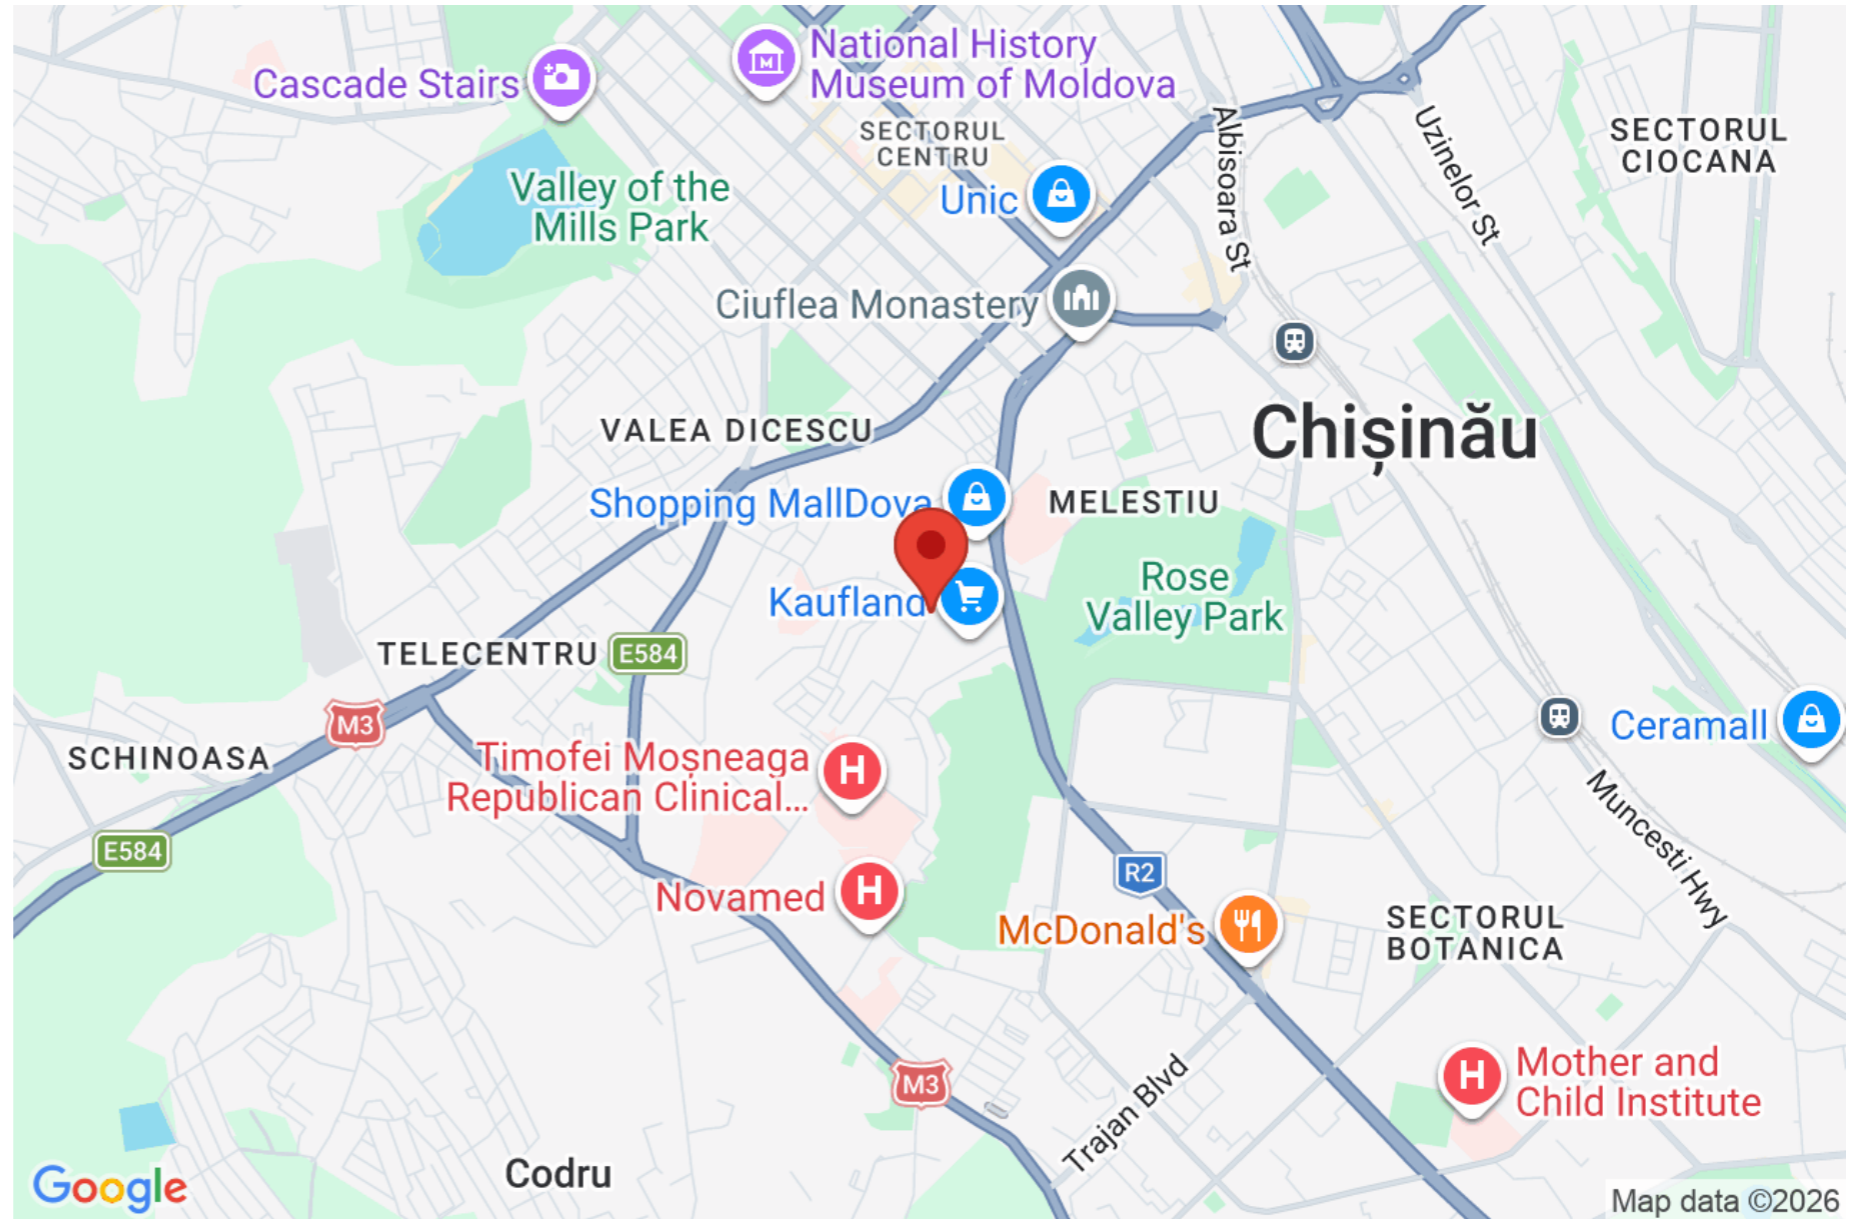 National History
Museum of Moldova
Cascade Stairs
SECTORUL
CENTRU
SECTORUL
CIOCANA
Uzinelor St
Albisoara St
Valley of the
Mills Park
Unic
Ciuflea Monastery
Chișinău
VALEA DICESCU
Shopping MallDova
MELESTIU
Rose
Valley Park
Kaufland
TELECENTRU
E584
M3
SCHINOASA
Ceramall
Timofei Moșneaga
Republican Clinical...
H
E584
Muncesti Hwy
R2
Novamed
H
McDonald's
SECTORUL
BOTANICA
M3
H
Mother and
Child Institute
Trajan Blvd
Codru
Google
Map data ©2026